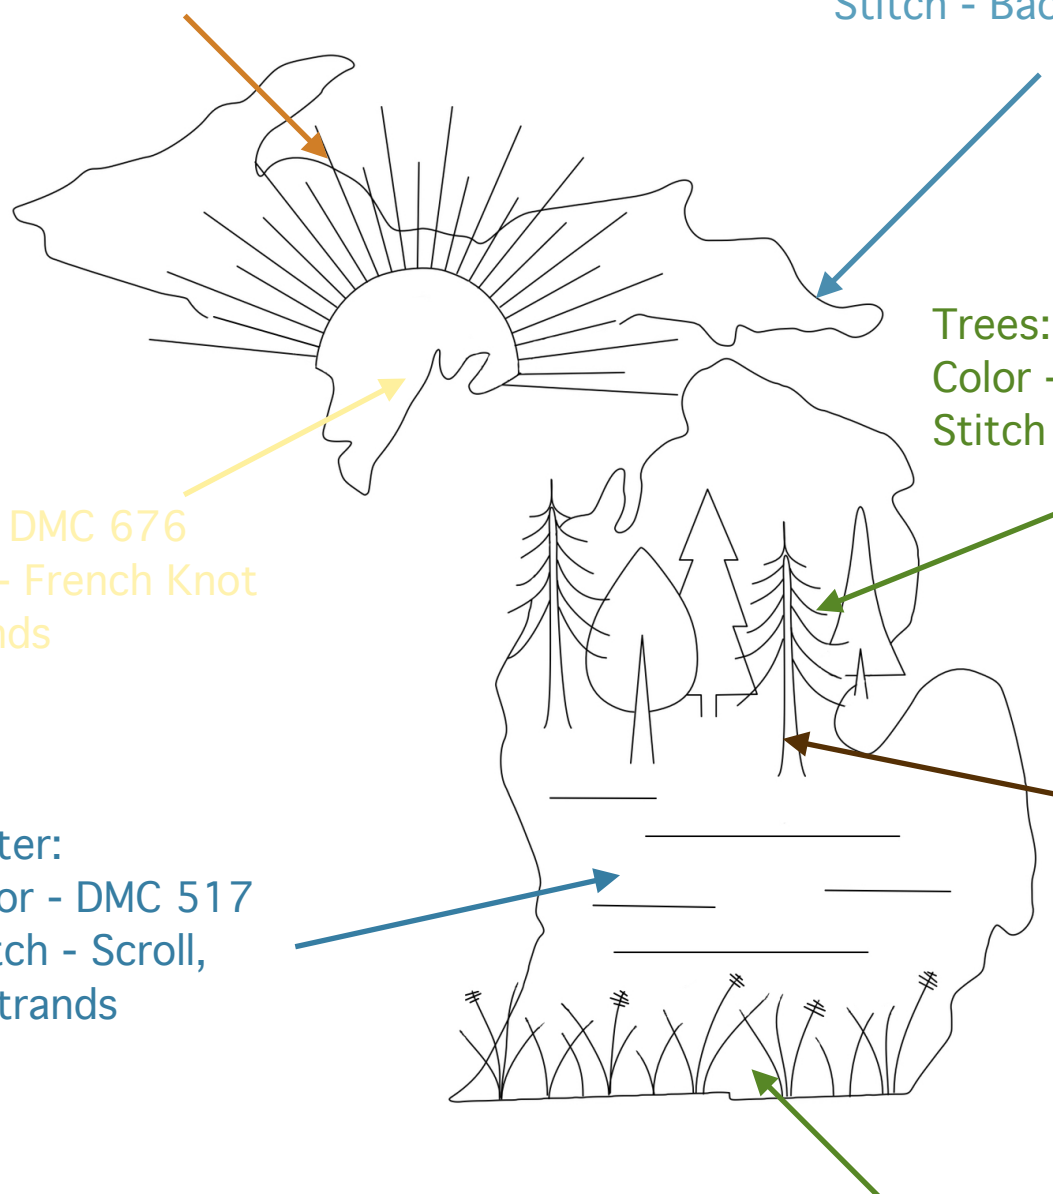 Stitch - Bac
Trees:
Color -
Stitch
DMC 676
- French Knot
nds
ter:
or - DMC 517
tch - Scroll,
trands